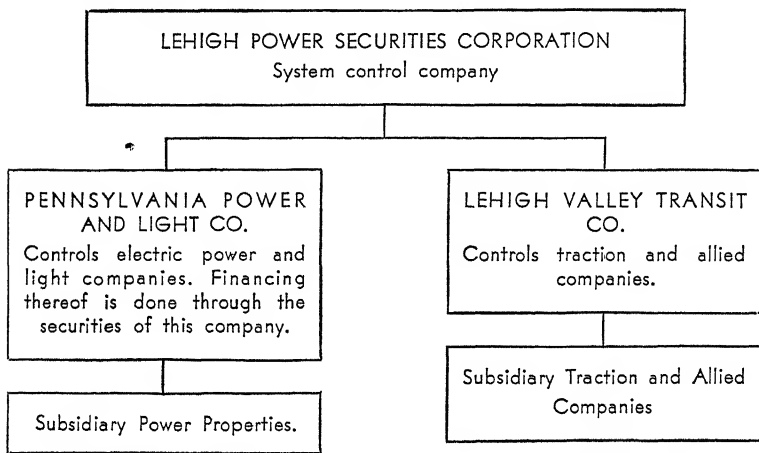 LEHIGH POWER SECURITIES CORPORATION
System control company
PENNSYLVANIA POWER
AND LIGHT CO.
Controls electric power and
light companies. Financing
thereof is done through the
securities of this company.
Subsidiary Power Properties.
LEHIGH VALLEY TRANSIT
CO.
Controls traction and allied
companies.
Subsidiary Traction and Allied
Companies